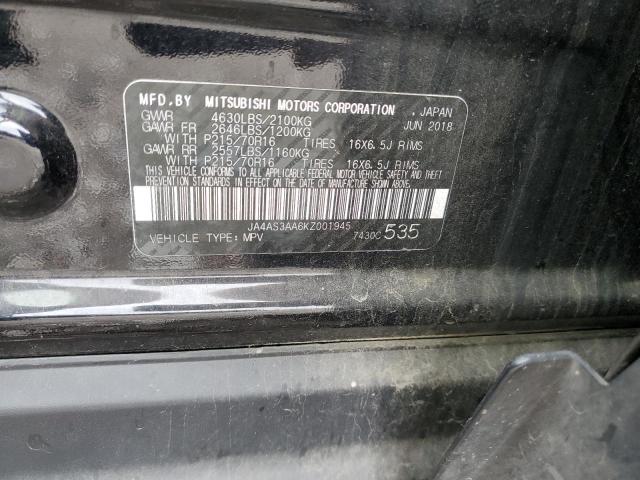 MFD.BY MITSUBISHI MOTORS CORPORATION , JAPAN
GVWR 4630LBS/2100KG JUN 2018
GAWR FR 2646LBS/1200KG
WITH P215/70R16 TIRES 16X6.5J RIMS
GAWR RR 2557LBS/1160KG
WITH P215/70R16 TIRES 16X6.5J RIMS
THIS VEHICLE CONFORMS TO ALL APPLICABLE FEDERAL MOTOR VEHICLE SAFETY, BUMPER, AND THEFT
PREVENTION STANDARDS IN EFFECT ON THE DATE OF MANUFACTURE SHOWN ABOVE.
JA4AS3AA6KZ001945
VEHICLE TYPE:MPV 7430C 535